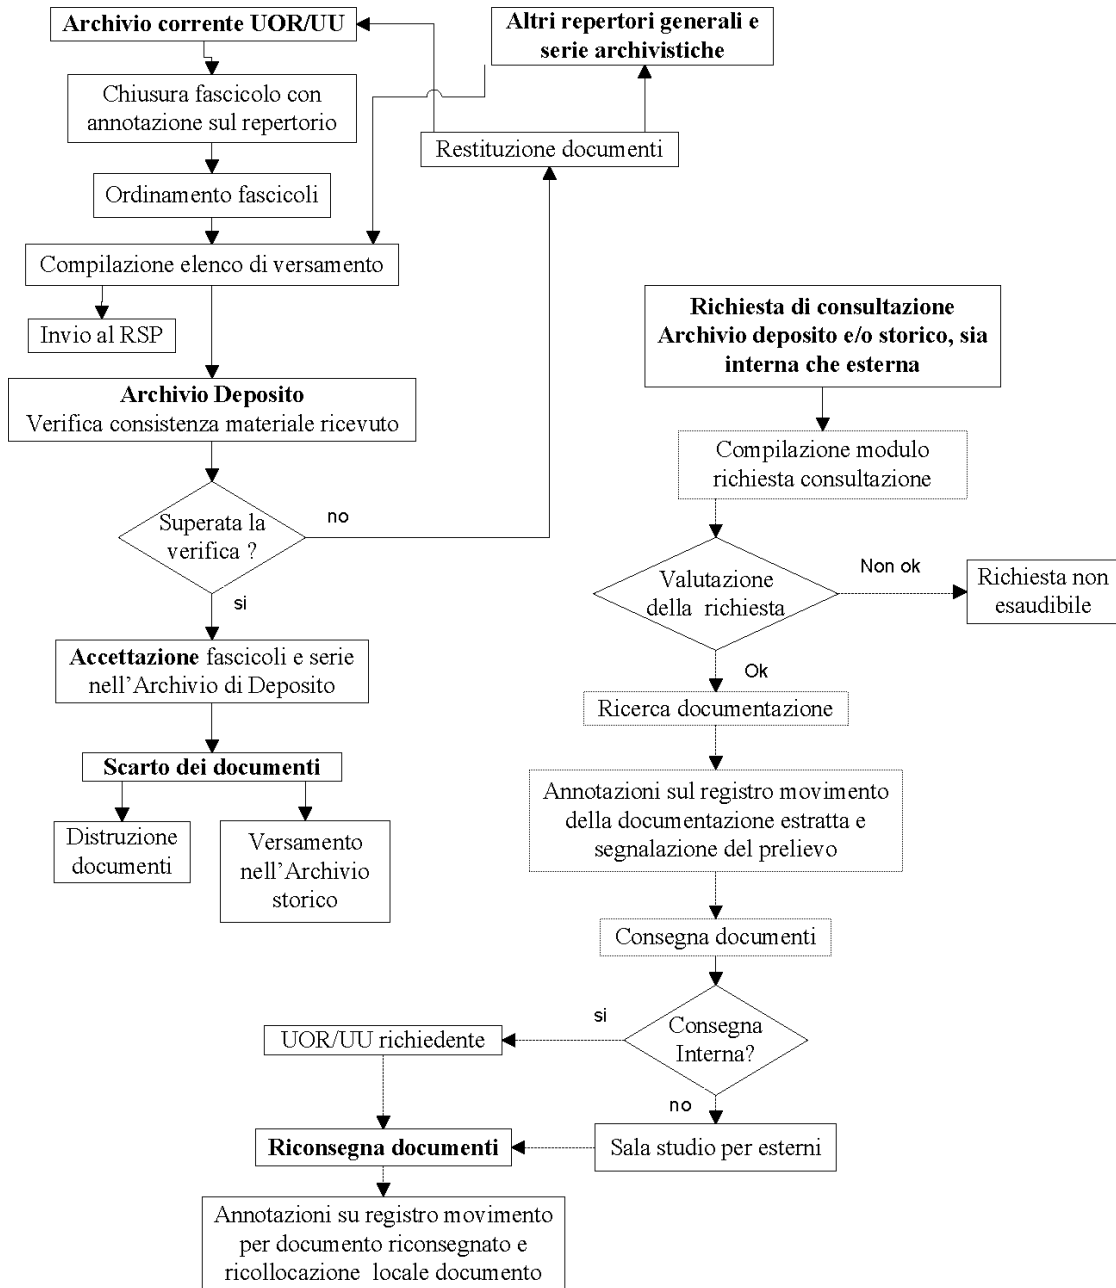 Archivio corrente UOR/UU
Altri repertori generali e
serie archivistiche
Chiusura fascicolo con
annotazione sul repertorio
Restituzione documenti
Ordinamento fascicoli
Compilazione elenco di versamento
Invio al RSP
Archivio Deposito
Verifica consistenza materiale ricevuto
Superata la
verifica ?
no
si
Accettazione fascicoli e serie
nell'Archivio di Deposito
Scarto dei documenti
Distruzione
documenti
Versamento
nell'Archivio
storico
Richiesta di consultazione
Archivio deposito e/o storico, sia
interna che esterna
Compilazione modulo
richiesta consultazione
Valutazione
della richiesta
Non ok
Richiesta non
esaudibile
Ok
Ricerca documentazione
Annotazioni sul registro movimento
della documentazione estratta e
segnalazione del prelievo
Consegna documenti
Consegna
Interna?
si
UOR/UU richiedente
no
Sala studio per esterni
Riconsegna documenti
Annotazioni su registro movimento
per documento riconsegnato e
ricollocazione locale documento